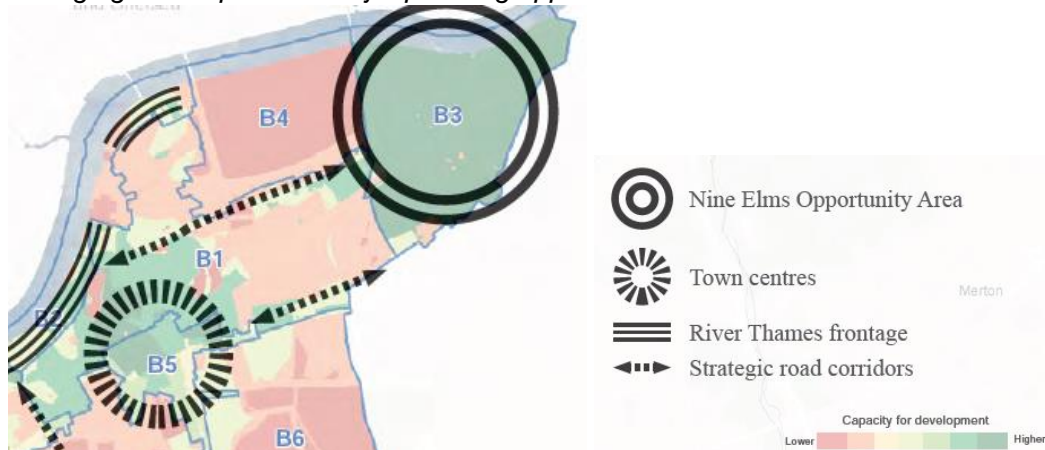 B4
B3
B1
B2
B5
B6
Nine Elms Opportunity Area
Town centres
Merton
River Thames frontage
Strategic road corridors
Capacity for development
Lower
Higher